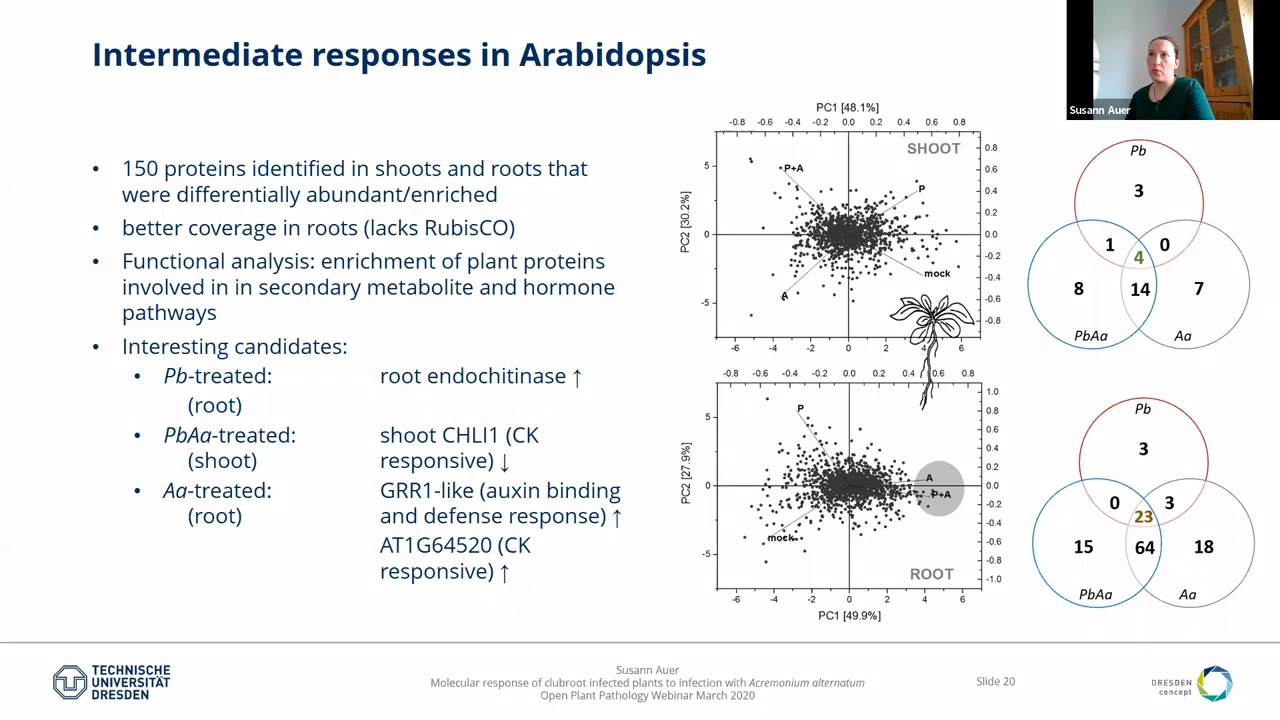 Intermediate responses in Arabidopsis
• 150 proteins identified in shoots and roots that
were differentially abundant/enriched
• better coverage in roots (lacks RubisCO)
• Functional analysis: enrichment of plant proteins
involved in in secondary metabolite and hormone
pathways
• Interesting candidates:
• Pb-treated: root endochitinase ↑
(root)
• PbAa-treated: shoot CHLI1 (CK
(shoot) responsive) ↓
• Aa-treated: GRR1-like (auxin binding
(root) and defense response) ↑
AT1G64520 (CK
responsive) ↑
PC1 [48.1%]
-0.8 -0.6 -0.4 -0.2 0.0 0.2 0.4 0.6 0.8
SHOOT
P+A
P
mock
A
PC2 [30.2%]
5
0
-5
0.8
0.6
0.4
0.2
0.0
-0.2
-0.4
-0.6
-0.8
-6 -4 -2 0 2 4 6
-0.8 -0.6 -0.4 -0.2 0.0 0.2 0.4 0.6 0.8
P
A
P+A
mock
ROOT
PC2 [27.9%]
5
0
-5
1.0
0.8
0.6
0.4
0.2
0.0
-0.2
-0.4
-0.6
-0.8
-1.0
-6 -4 -2 0 2 4 6
PC1 [49.9%]
Susann Auer
Pb
3
1 4 0
8 14 7
PbAa Aa
Pb
3
0 23 3
15 64 18
PbAa Aa
TECHNISCHE
UNIVERSITÄT
DRESDEN
Susann Auer
Molecular response of clubroot infected plants to infection with Acremonium alternatum
Open Plant Pathology Webinar March 2020
Slide 20
DRESDEN
concept